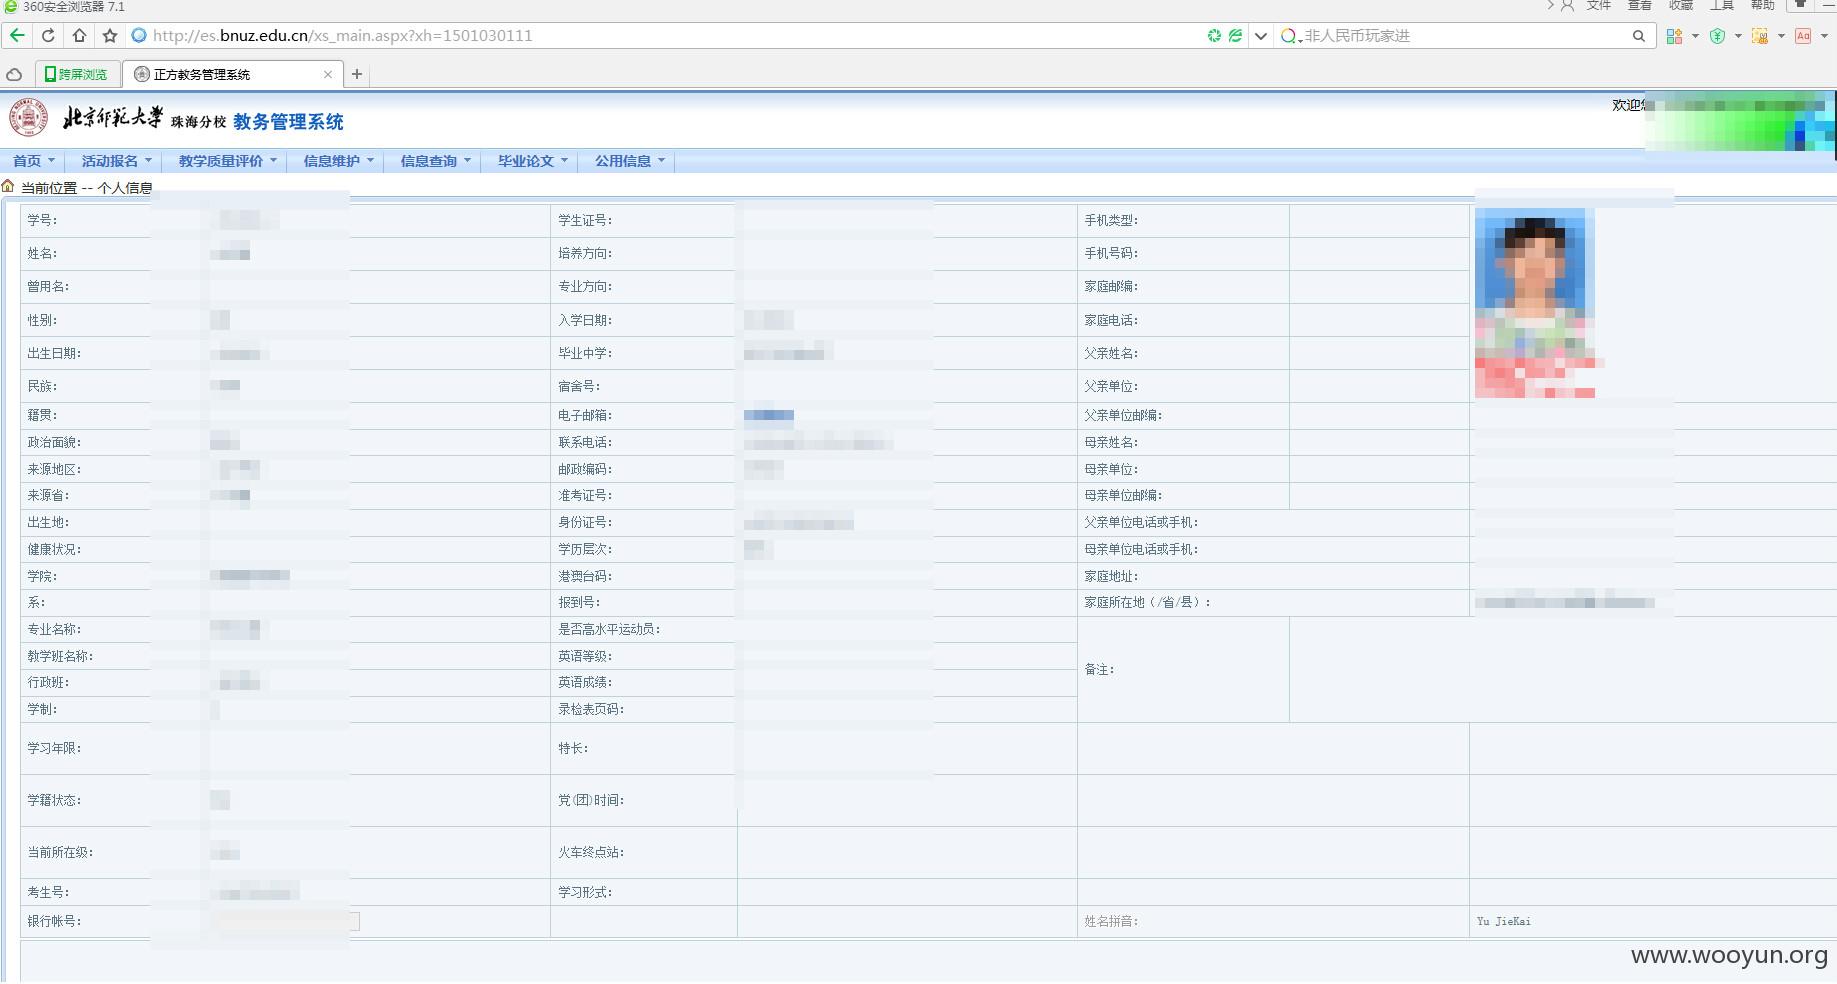 360安全浏览器 7.1
文件 查看 收藏 工具 帮助
http://es.bnuz.edu.cn/xs_main.aspx?xh=1501030111
非人民币玩家进
跨屏浏览 正方教务管理系统
北京师范大学 珠海分校 教务管理系统
欢迎您
首页 活动报名 教学质量评价 信息维护 信息查询 毕业论文 公用信息
当前位置 -- 个人信息
学号: 学生证号: 手机类型:
姓名: 培养方向: 手机号码:
曾用名: 专业方向: 家庭邮编:
性别: 入学日期: 家庭电话:
出生日期: 毕业中学: 父亲姓名:
民族: 宿舍号: 父亲单位:
籍贯: 电子邮箱: 父亲单位邮编:
政治面貌: 联系电话: 母亲姓名:
来源地区: 邮政编码: 母亲单位:
来源省: 准考证号: 母亲单位邮编:
出生地: 身份证号: 父亲单位电话或手机:
健康状况: 学历层次: 母亲单位电话或手机:
学院: 港澳台码: 家庭地址:
系: 报到号: 家庭所在地（/省/县）:
专业名称: 是否高水平运动员:
教学班名称: 英语等级:
备注:
行政班: 英语成绩:
学制: 录检表页码:
学习年限: 特长:
学籍状态: 党(团)时间:
当前所在级: 火车终点站:
考生号: 学习形式:
银行帐号: 姓名拼音: Yu JieKai
www.wooyun.org